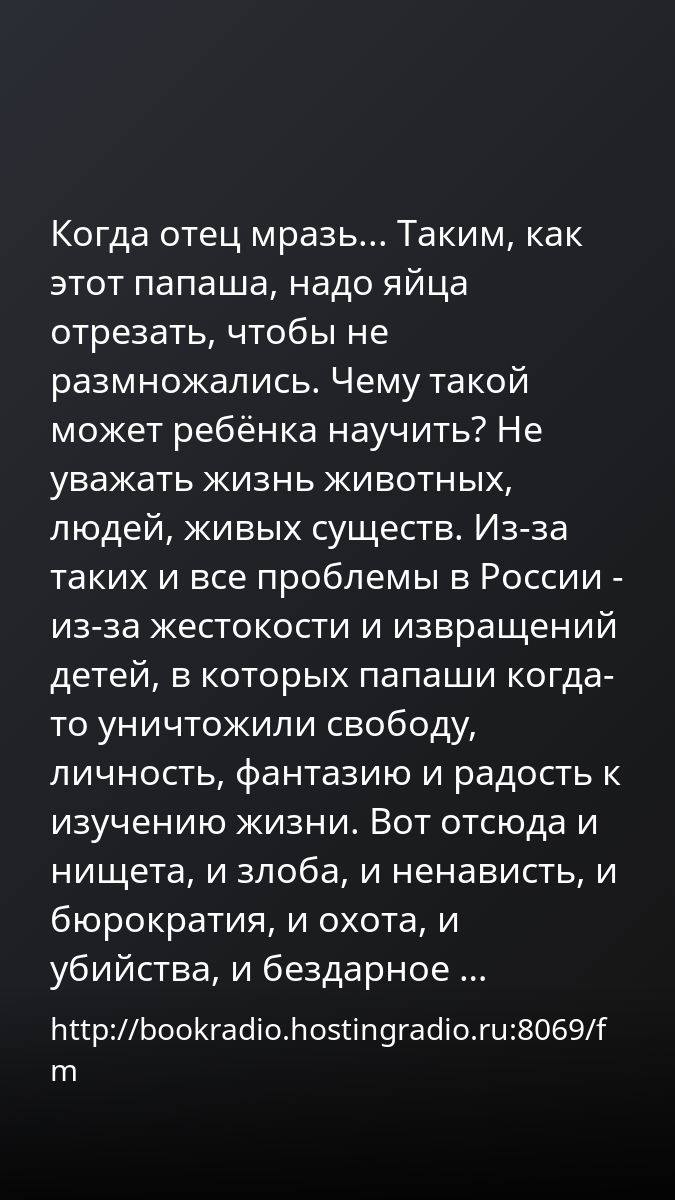 Когда отец мразь... Таким, как
этот папаша, надо яйца
отрезать, чтобы не
размножались. Чему такой
может ребёнка научить? Не
уважать жизнь животных,
людей, живых существ. Из-за
таких и все проблемы в России -
из-за жестокости и извращений
детей, в которых папаши когда-
то уничтожили свободу,
личность, фантазию и радость к
изучению жизни. Вот отсюда и
нищета, и злоба, и ненависть, и
бюрократия, и охота, и
убийства, и бездарное ...
http://bookradio.hostingradio.ru:8069/f
m